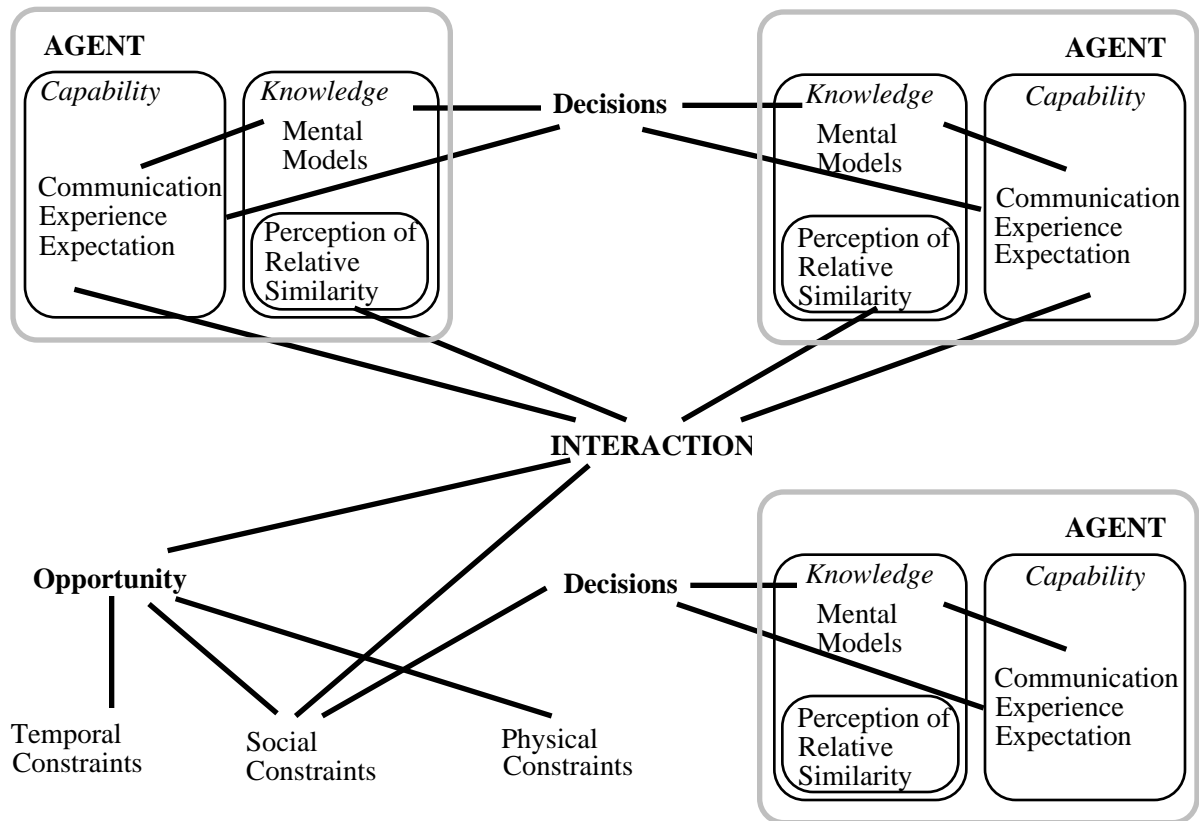 AGENT
Capability
Communication
Experience
Expectation
Knowledge
Mental
Models
Perception of
Relative
Similarity
Decisions
AGENT
Knowledge
Mental
Models
Perception of
Relative
Similarity
Capability
Communication
Experience
Expectation
INTERACTION
Opportunity
Temporal
Constraints
Social
Constraints
Physical
Constraints
Decisions
AGENT
Knowledge
Mental
Models
Perception of
Relative
Similarity
Capability
Communication
Experience
Expectation